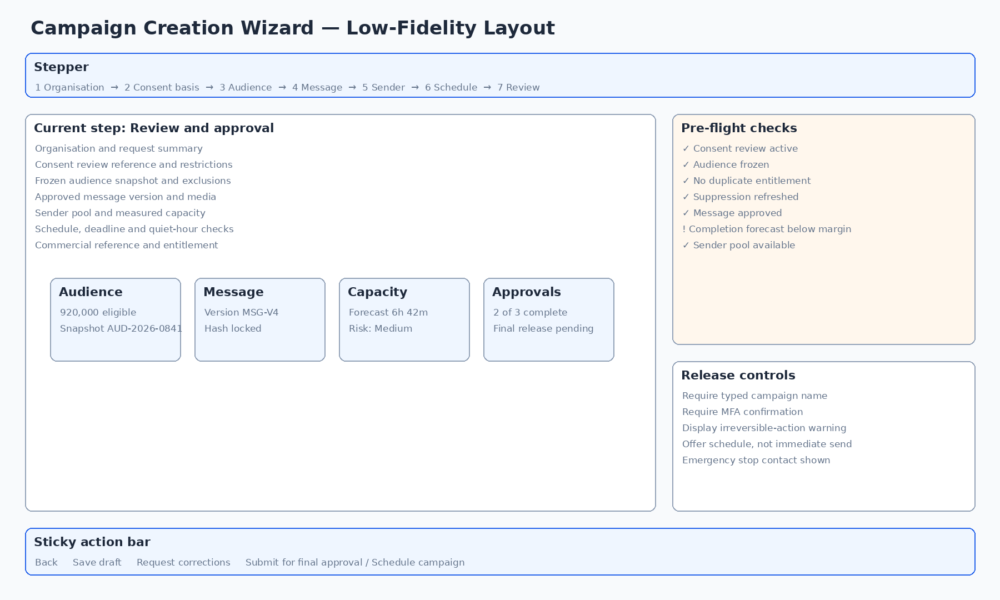 Campaign Creation Wizard — Low-Fidelity Layout
Stepper
1 Organisation → 2 Consent basis → 3 Audience → 4 Message → 5 Sender → 6 Schedule → 7 Review
Current step: Review and approval
Organisation and request summary
Consent review reference and restrictions
Frozen audience snapshot and exclusions
Approved message version and media
Sender pool and measured capacity
Schedule, deadline and quiet-hour checks
Commercial reference and entitlement
Audience
920,000 eligible
Snapshot AUD-2026-0841
Message
Version MSG-V4
Hash locked
Capacity
Forecast 6h 42m
Risk: Medium
Approvals
2 of 3 complete
Final release pending
Pre-flight checks
✓ Consent review active
✓ Audience frozen
✓ No duplicate entitlement
✓ Suppression refreshed
✓ Message approved
! Completion forecast below margin
✓ Sender pool available
Release controls
Require typed campaign name
Require MFA confirmation
Display irreversible-action warning
Offer schedule, not immediate send
Emergency stop contact shown
Sticky action bar
Back Save draft Request corrections Submit for final approval / Schedule campaign